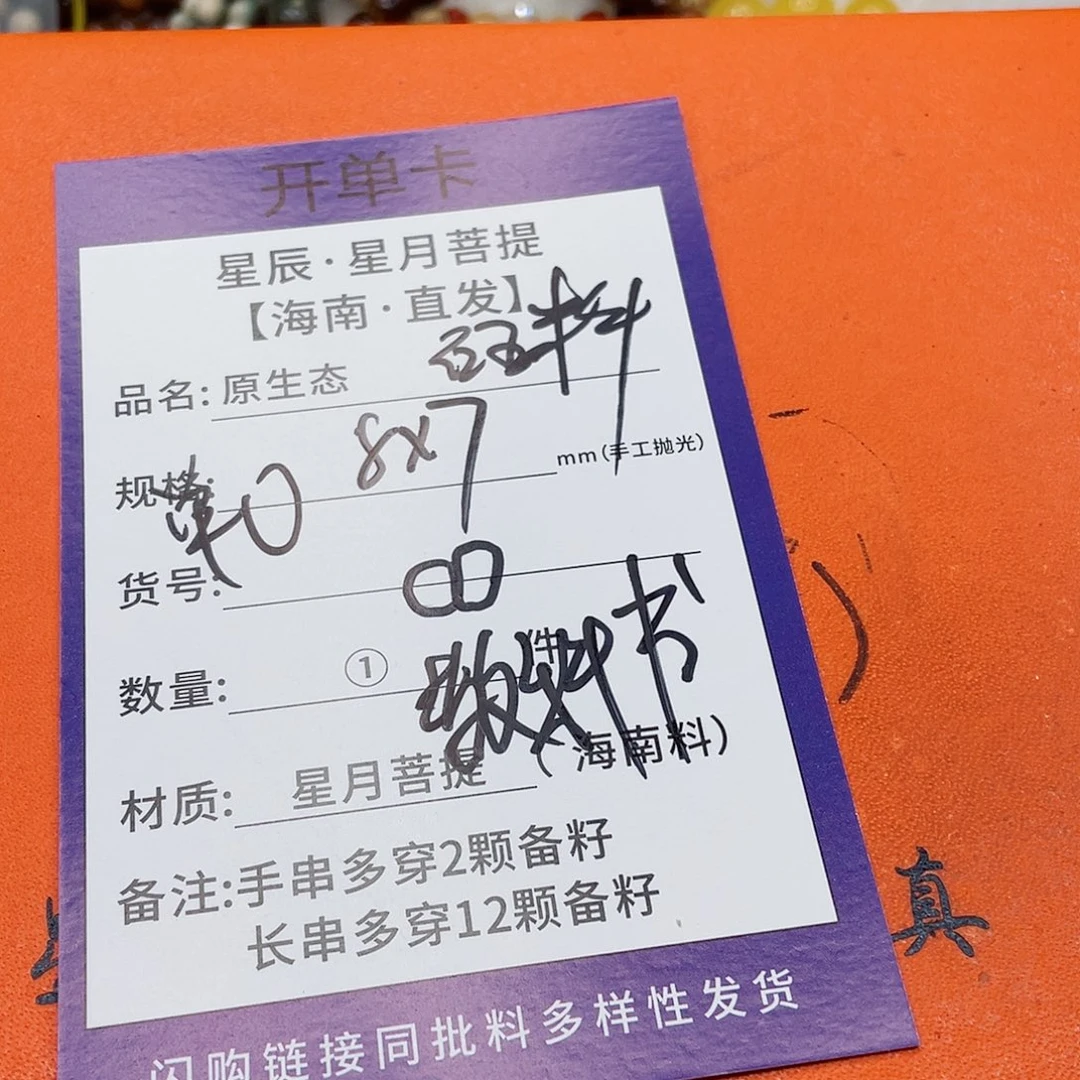 开单卡
星辰·星月菩提
【海南·直发】
品名: 原生态 料
规格: 8x7 mm(手工抛光)
货号:
数量: ① 件
材质: 星月菩提 (海南料)
备注:手串多穿2颗备籽
长串多穿12颗备籽
闪购链接同批料多样性发货
真